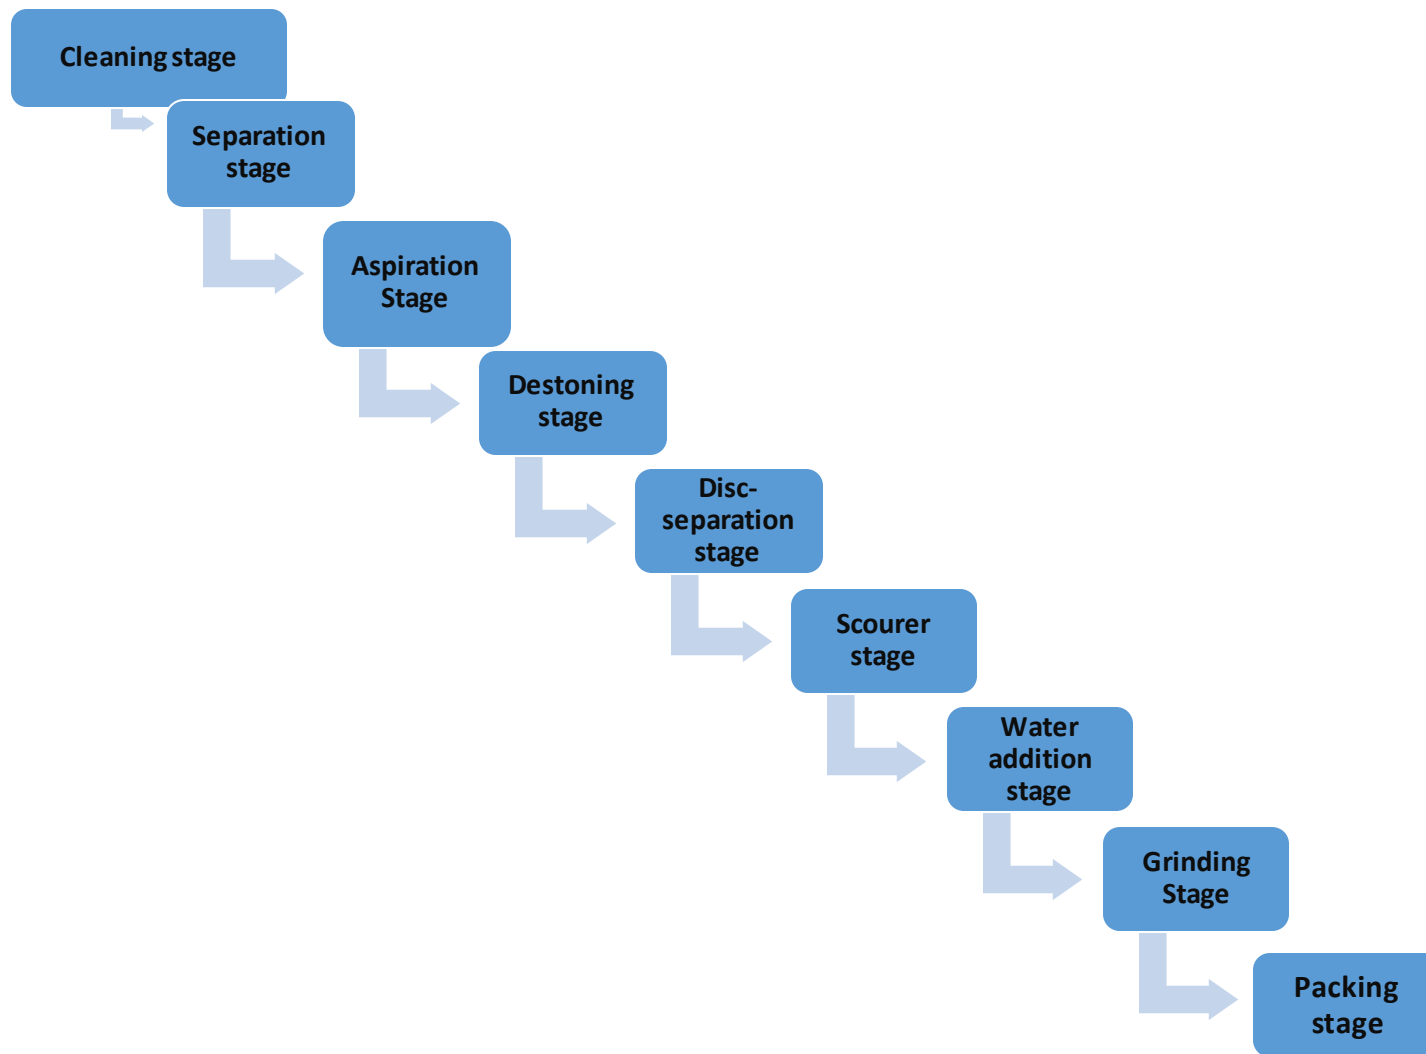 Cleaning stage
Separation
stage
Aspiration
Stage
Destoning
stage
Disc-
separation
stage
Scourer
stage
Water
addition
stage
Grinding
Stage
Packing
stage